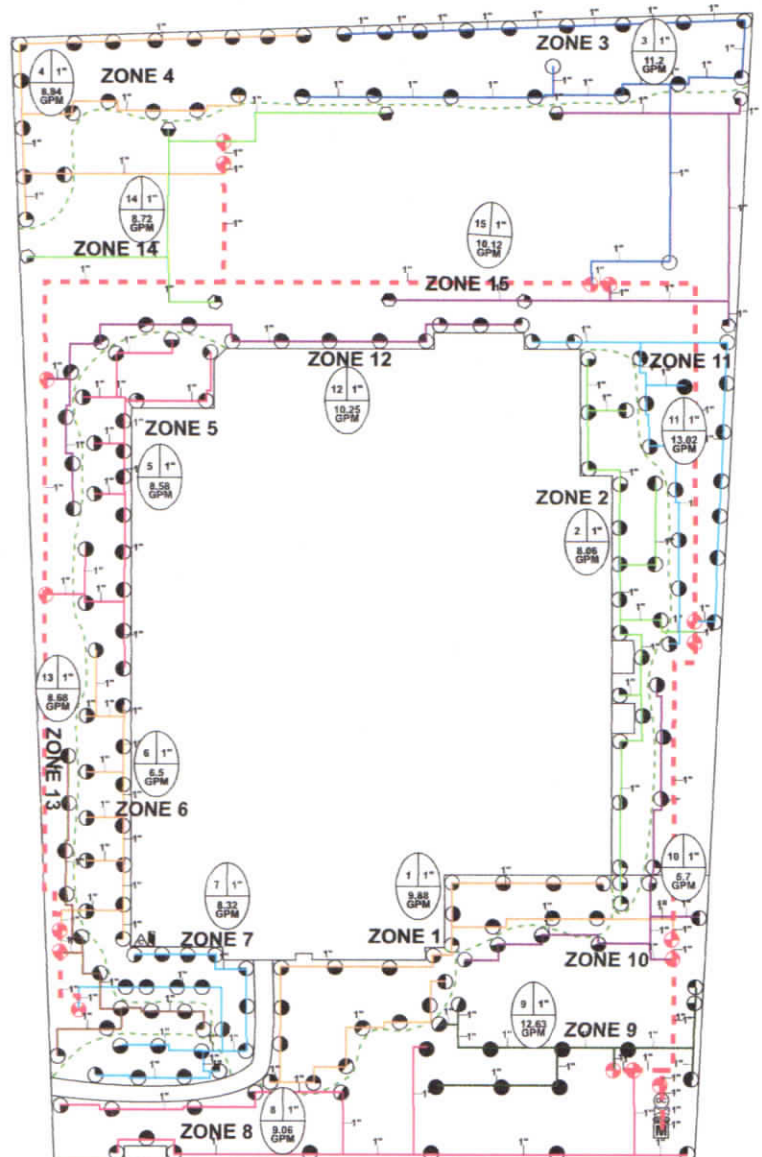 ZONE 3
3 1"
11.2
GPM
4 1"
8.94
GPM
ZONE 4
14 1"
8.72
GPM
15 1"
10.12
GPM
ZONE 14
ZONE 15
ZONE 12
ZONE 11
12 1"
10.25
GPM
11 1"
13.02
GPM
ZONE 5
5 1"
8.58
GPM
ZONE 2
2 1"
8.06
GPM
13 1"
8.68
GPM
ZONE 13
6 1"
6.5
GPM
ZONE 6
7 1"
8.32
GPM
1 1"
9.88
GPM
10 1"
5.7
GPM
ZONE 7
ZONE 1
ZONE 10
9 1"
12.63
GPM
ZONE 9
8 1"
9.06
GPM
ZONE 8